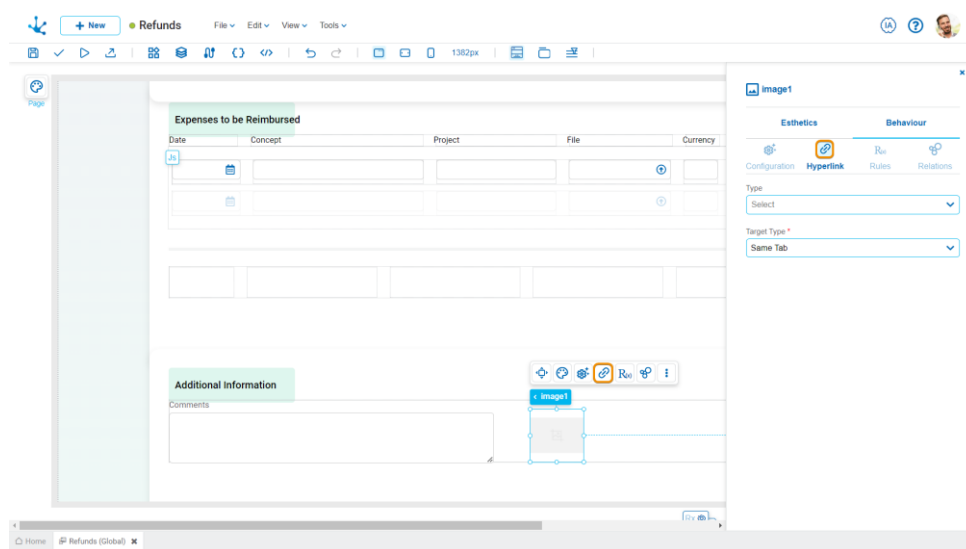 + New
Refunds
File
Edit
View
Tools
IA
?
1382px
Page
image1
Esthetics
Behaviour
Configuration
Hyperlink
Rules
Relations
Type
Select
Target Type *
Same Tab
Expenses to be Reimbursed
Date
Concept
Project
File
Currency
Js
Additional Information
Comments
image1
Home
Refunds (Global)